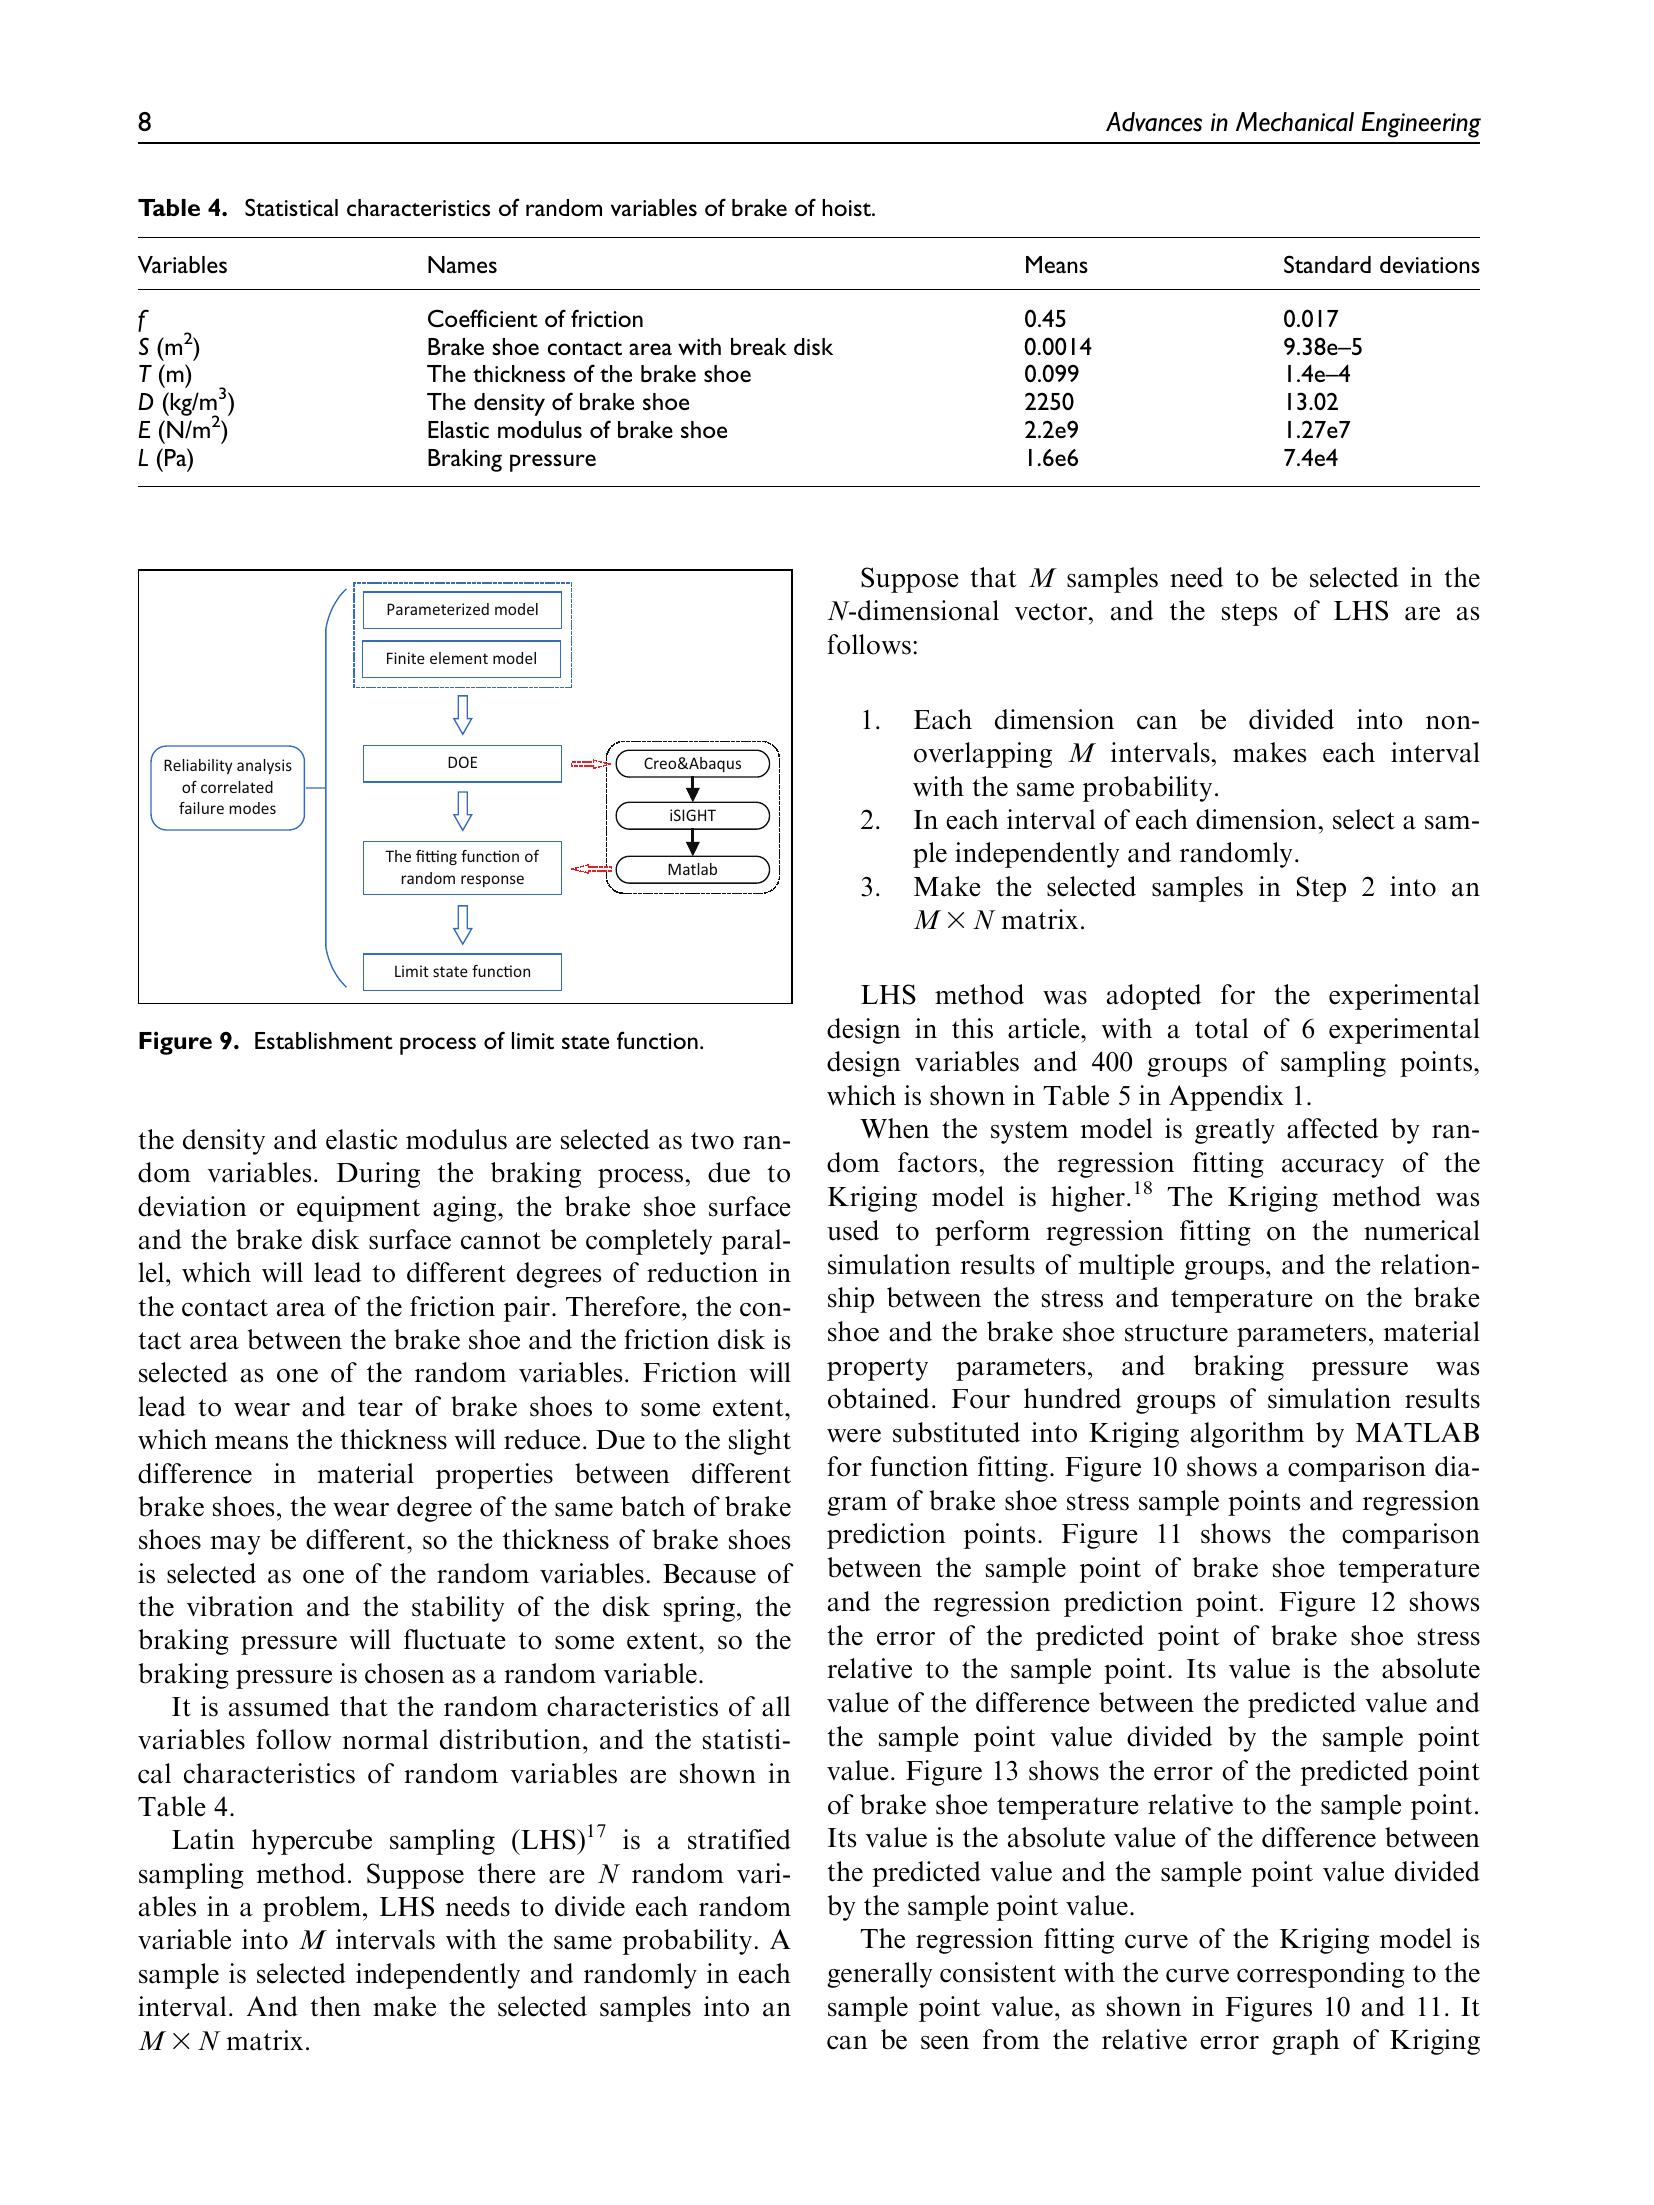 8
Advances in Mechanical Engineering
Table 4. Statistical characteristics of random variables of brake of hoist.
Variables Names Means Standard deviations
f Coefficient of friction 0.45 0.017
S (m²) Brake shoe contact area with break disk 0.0014 9.38e–5
T (m) The thickness of the brake shoe 0.099 1.4e–4
D (kg/m³) The density of brake shoe 2250 13.02
E (N/m²) Elastic modulus of brake shoe 2.2e9 1.27e7
L (Pa) Braking pressure 1.6e6 7.4e4
Reliability analysis
of correlated
failure modes
Parameterized model
Finite element model
DOE
The fitting function of
random response
Limit state function
Creo&Abaqus
iSIGHT
Matlab
Figure 9. Establishment process of limit state function.
the density and elastic modulus are selected as two ran-
dom variables. During the braking process, due to
deviation or equipment aging, the brake shoe surface
and the brake disk surface cannot be completely paral-
lel, which will lead to different degrees of reduction in
the contact area of the friction pair. Therefore, the con-
tact area between the brake shoe and the friction disk is
selected as one of the random variables. Friction will
lead to wear and tear of brake shoes to some extent,
which means the thickness will reduce. Due to the slight
difference in material properties between different
brake shoes, the wear degree of the same batch of brake
shoes may be different, so the thickness of brake shoes
is selected as one of the random variables. Because of
the vibration and the stability of the disk spring, the
braking pressure will fluctuate to some extent, so the
braking pressure is chosen as a random variable.
It is assumed that the random characteristics of all
variables follow normal distribution, and the statisti-
cal characteristics of random variables are shown in
Table 4.
Latin hypercube sampling (LHS)¹⁷ is a stratified
sampling method. Suppose there are N random vari-
ables in a problem, LHS needs to divide each random
variable into M intervals with the same probability. A
sample is selected independently and randomly in each
interval. And then make the selected samples into an
M × N matrix.
Suppose that M samples need to be selected in the
N-dimensional vector, and the steps of LHS are as
follows:
1. Each dimension can be divided into non-
overlapping M intervals, makes each interval
with the same probability.
2. In each interval of each dimension, select a sam-
ple independently and randomly.
3. Make the selected samples in Step 2 into an
M × N matrix.
LHS method was adopted for the experimental
design in this article, with a total of 6 experimental
design variables and 400 groups of sampling points,
which is shown in Table 5 in Appendix 1.
When the system model is greatly affected by ran-
dom factors, the regression fitting accuracy of the
Kriging model is higher.¹⁸ The Kriging method was
used to perform regression fitting on the numerical
simulation results of multiple groups, and the relation-
ship between the stress and temperature on the brake
shoe and the brake shoe structure parameters, material
property parameters, and braking pressure was
obtained. Four hundred groups of simulation results
were substituted into Kriging algorithm by MATLAB
for function fitting. Figure 10 shows a comparison dia-
gram of brake shoe stress sample points and regression
prediction points. Figure 11 shows the comparison
between the sample point of brake shoe temperature
and the regression prediction point. Figure 12 shows
the error of the predicted point of brake shoe stress
relative to the sample point. Its value is the absolute
value of the difference between the predicted value and
the sample point value divided by the sample point
value. Figure 13 shows the error of the predicted point
of brake shoe temperature relative to the sample point.
Its value is the absolute value of the difference between
the predicted value and the sample point value divided
by the sample point value.
The regression fitting curve of the Kriging model is
generally consistent with the curve corresponding to the
sample point value, as shown in Figures 10 and 11. It
can be seen from the relative error graph of Kriging